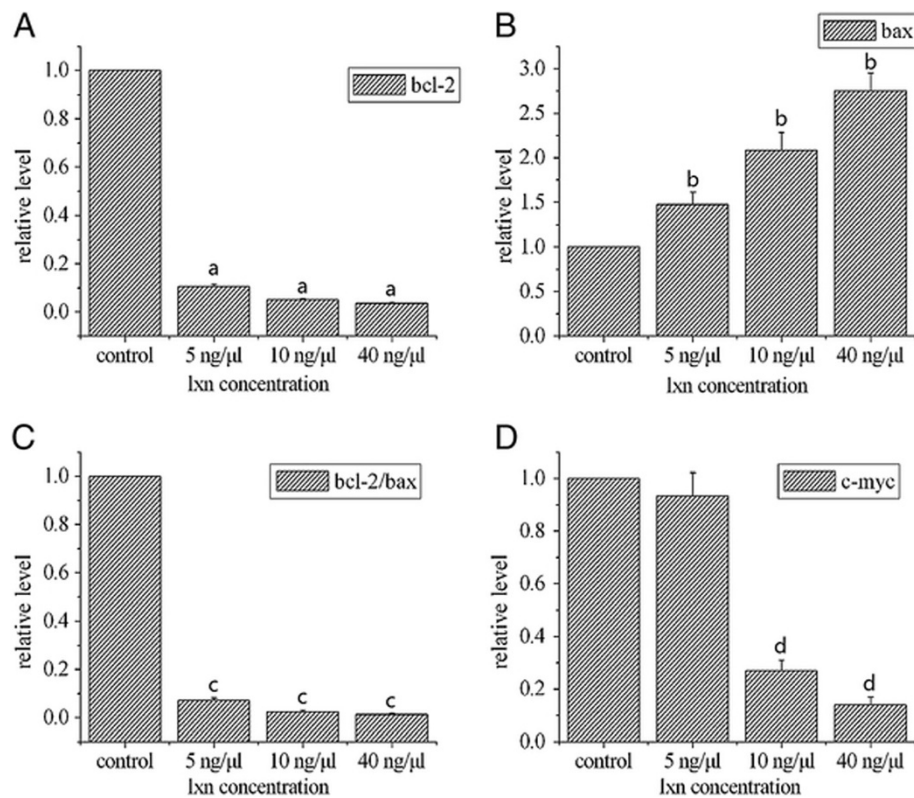 A
relative level
1.0
0.8
0.6
0.4
0.2
0.0
bcl-2
a
a
a
control
5 ng/μl
10 ng/μl
40 ng/μl
lxn concentration
B
relative level
3.0
2.5
2.0
1.5
1.0
0.5
0.0
bax
b
b
b
control
5 ng/μl
10 ng/μl
40 ng/μl
lxn concentration
C
relative level
1.0
0.8
0.6
0.4
0.2
0.0
bcl-2/bax
c
c
c
control
5 ng/μl
10 ng/μl
40 ng/μl
lxn concentration
D
relative level
1.0
0.8
0.6
0.4
0.2
0.0
c-myc
d
d
control
5 ng/μl
10 ng/μl
40 ng/μl
lxn concentration